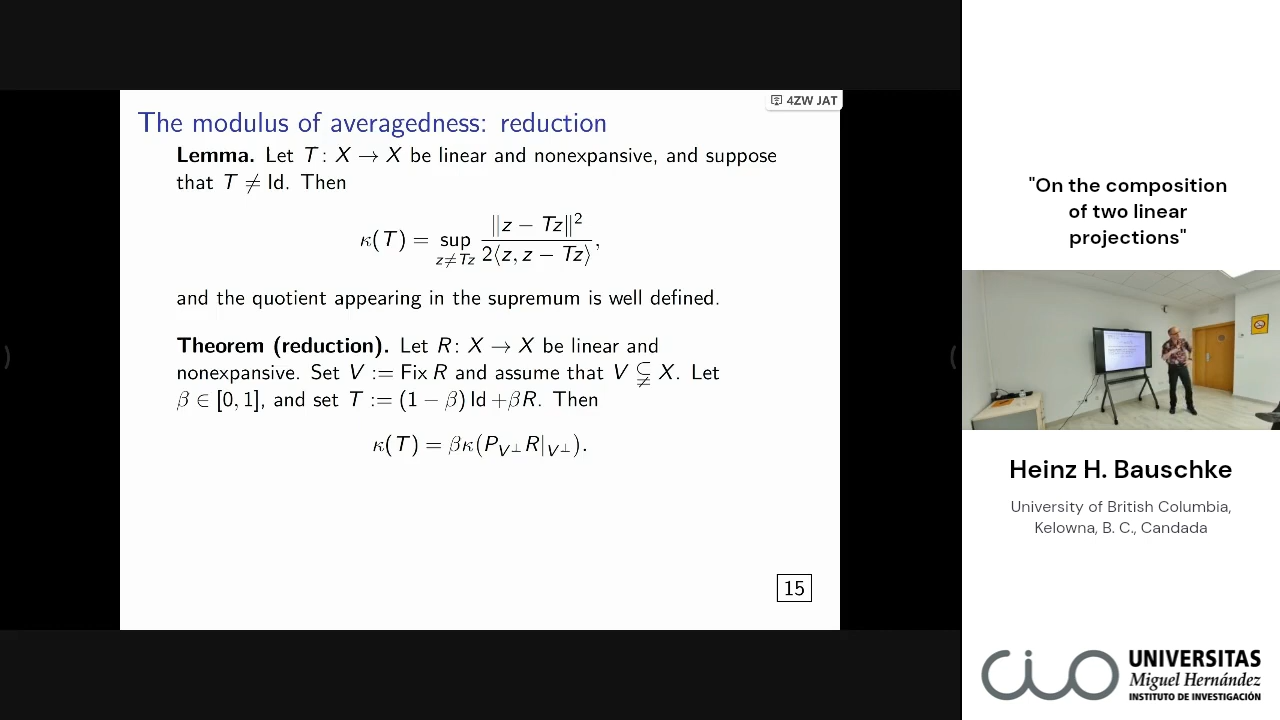 4ZW JAT
The modulus of averagedness: reduction
Lemma. Let T: X → X be linear and nonexpansive, and suppose
that T ≠ Id. Then
κ(T) = sup_{z≠Tz} ‖z − Tz‖² / 2⟨z, z − Tz⟩,
and the quotient appearing in the supremum is well defined.
Theorem (reduction). Let R: X → X be linear and
nonexpansive. Set V := Fix R and assume that V ⊊ X. Let
β ∈ [0, 1], and set T := (1 − β) Id +βR. Then
κ(T) = βκ(P_{V⊥}R|_{V⊥}).
15
"On the composition
of two linear
projections"
Heinz H. Bauschke
University of British Columbia,
Kelowna, B. C., Candada
cio
UNIVERSITAS
Miguel Hernández
INSTITUTO DE INVESTIGACIÓN